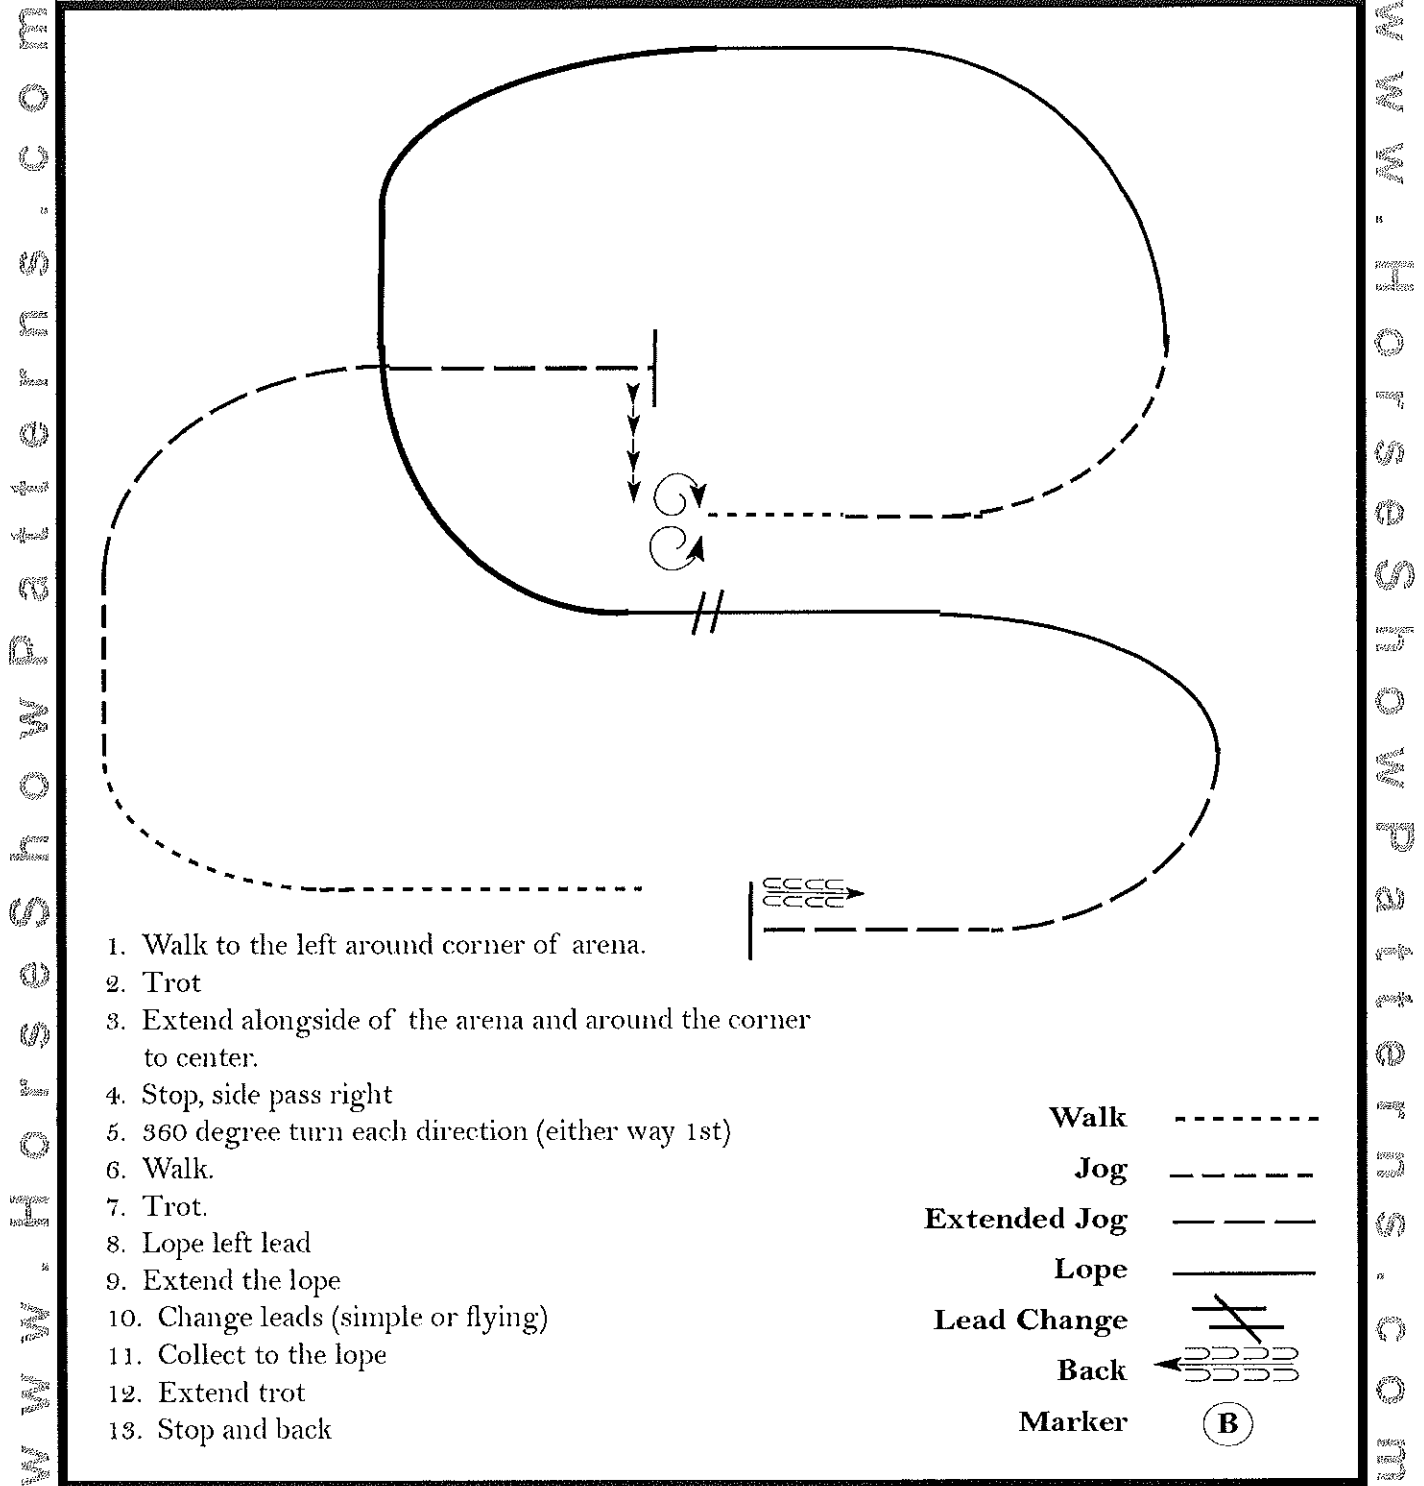 www.HorseShowPatterns.com
www.HorseShowPatterns.com
1. Walk to the left around corner of arena.
2. Trot
3. Extend alongside of the arena and around the corner
to center.
4. Stop, side pass right
5. 360 degree turn each direction (either way 1st)
6. Walk.
7. Trot.
8. Lope left lead
9. Extend the lope
10. Change leads (simple or flying)
11. Collect to the lope
12. Extend trot
13. Stop and back
Walk
Jog
Extended Jog
Lope
Lead Change
Back
Marker B